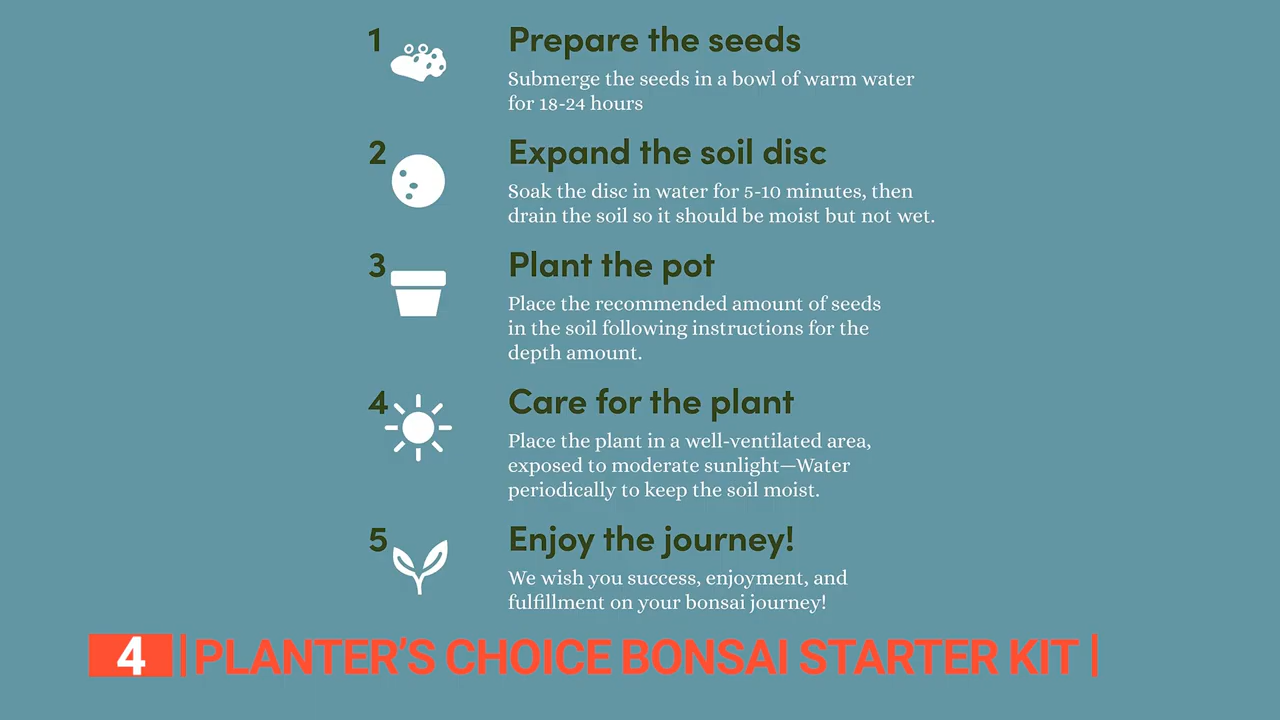 1 Prepare the seeds
Submerge the seeds in a bowl of warm water
for 18-24 hours
2 Expand the soil disc
Soak the disc in water for 5-10 minutes, then
drain the soil so it should be moist but not wet.
3 Plant the pot
Place the recommended amount of seeds
in the soil following instructions for the
depth amount.
4 Care for the plant
Place the plant in a well-ventilated area,
exposed to moderate sunlight—Water
periodically to keep the soil moist.
5 Enjoy the journey!
We wish you success, enjoyment, and
fulfillment on your bonsai journey!
4 | PLANTER'S CHOICE BONSAI STARTER KIT |